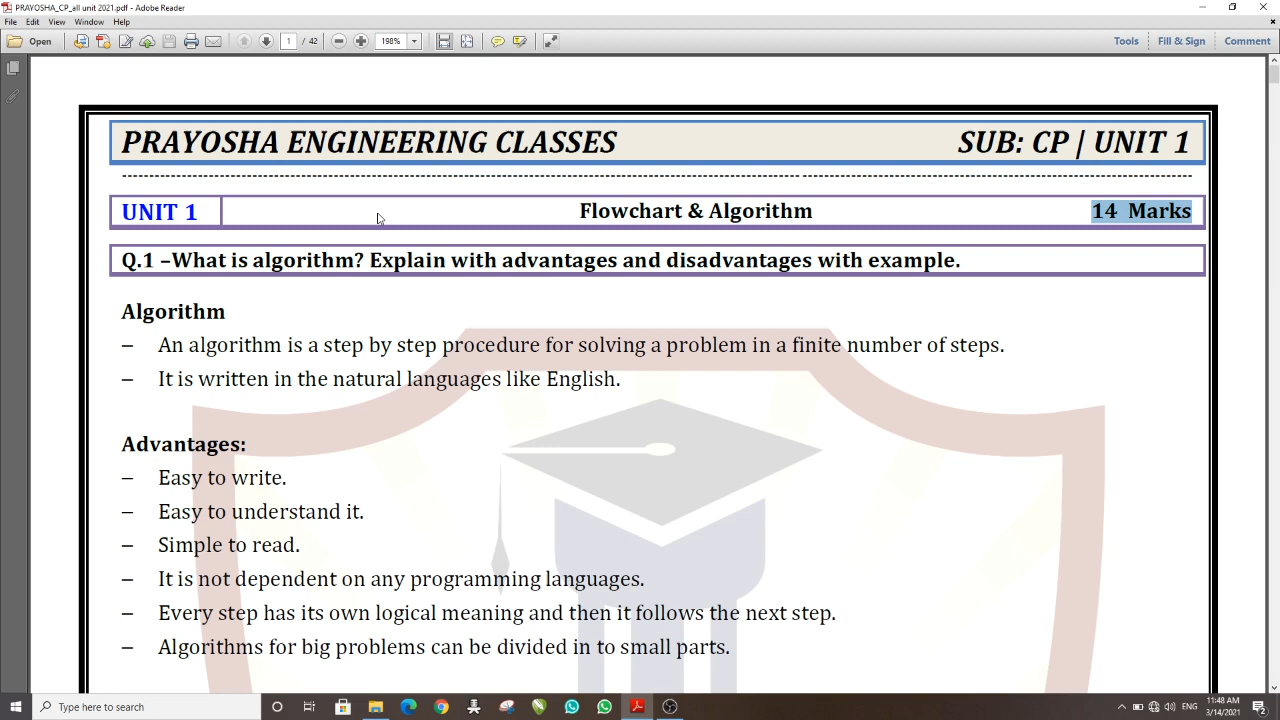 PRAYOSHA_CP_all unit 2021.pdf - Adobe Reader
File Edit View Window Help
Open 1 / 42 198% Tools Fill & Sign Comment
PRAYOSHA ENGINEERING CLASSES SUB: CP / UNIT 1
UNIT 1 Flowchart & Algorithm 14 Marks
Q.1 –What is algorithm? Explain with advantages and disadvantages with example.
Algorithm
– An algorithm is a step by step procedure for solving a problem in a finite number of steps.
– It is written in the natural languages like English.
Advantages:
– Easy to write.
– Easy to understand it.
– Simple to read.
– It is not dependent on any programming languages.
– Every step has its own logical meaning and then it follows the next step.
– Algorithms for big problems can be divided in to small parts.
Type here to search ENG 11:48 AM
3/14/2021 2